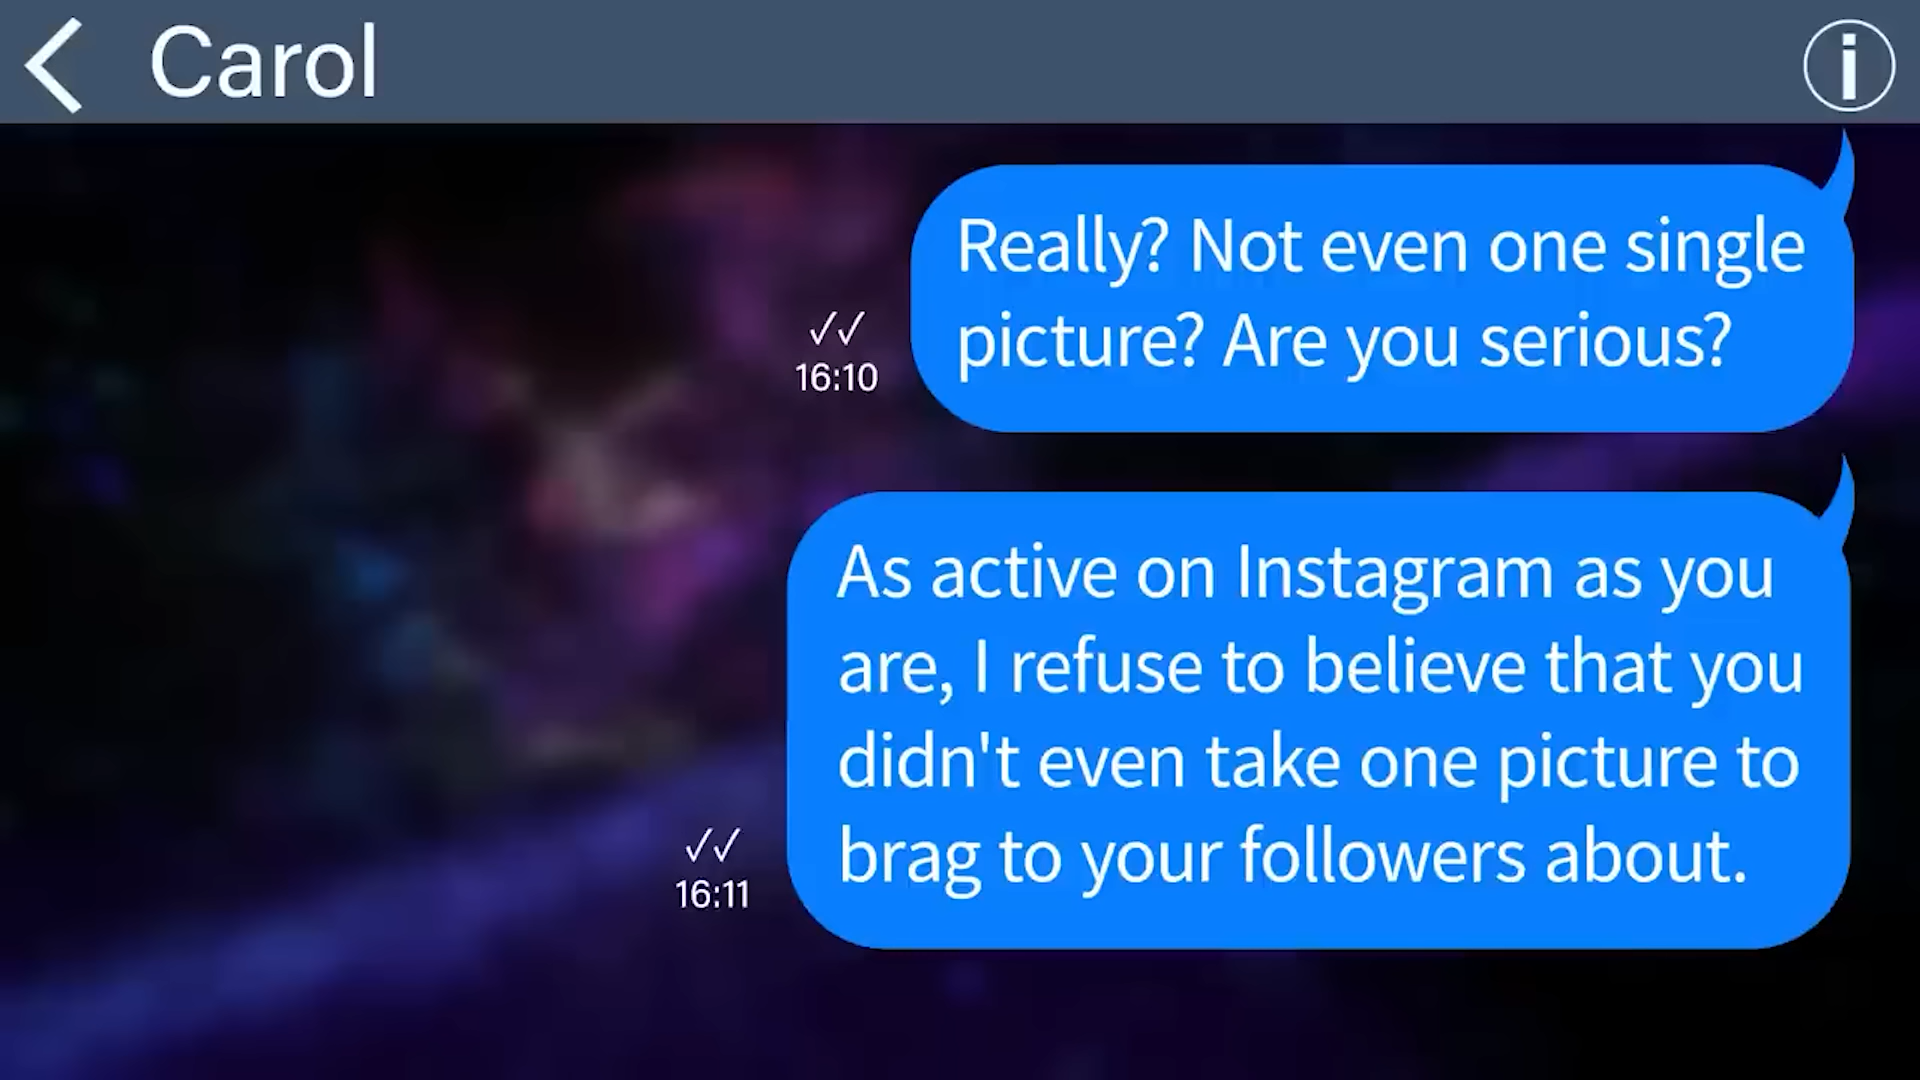 Carol
Really? Not even one single
picture? Are you serious?
16:10
As active on Instagram as you
are, I refuse to believe that you
didn't even take one picture to
brag to your followers about.
16:11